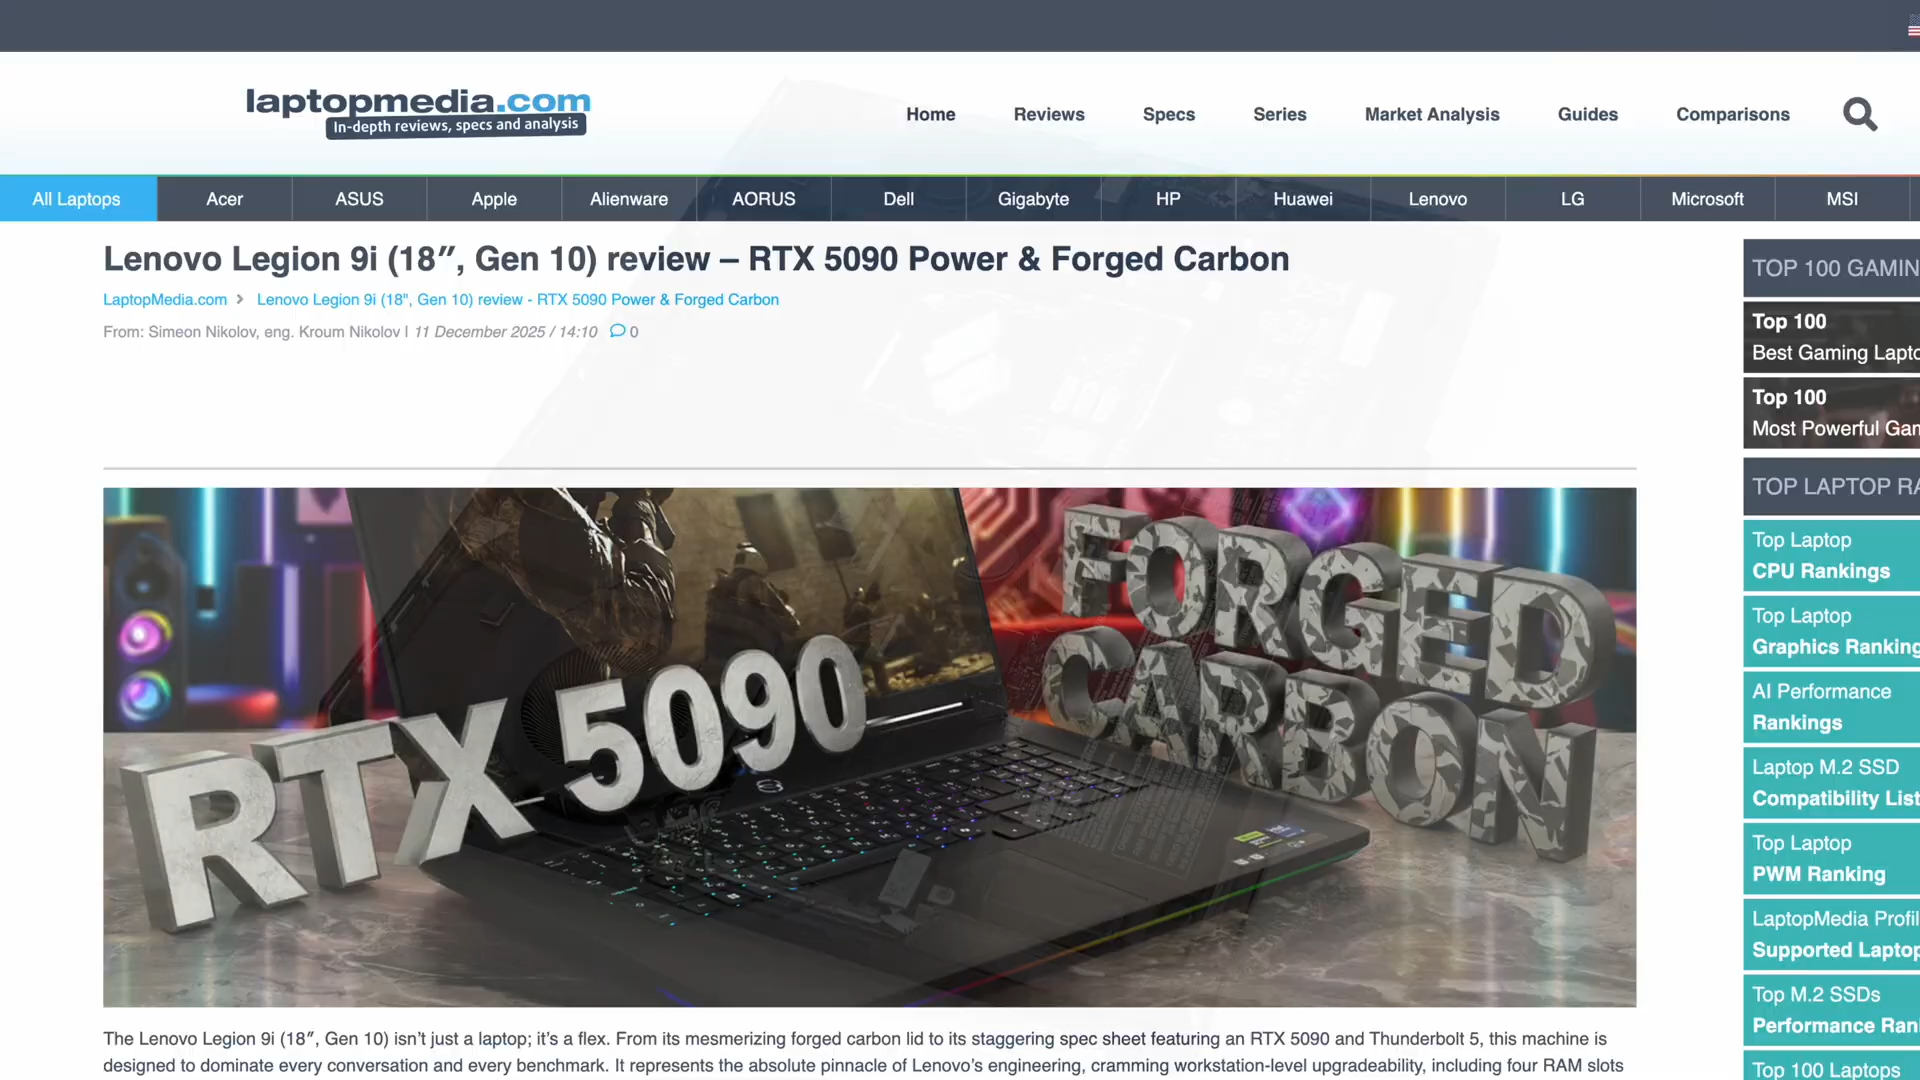 laptopmedia.com
In-depth reviews, specs and analysis
Home Reviews Specs Series Market Analysis Guides Comparisons
All Laptops Acer ASUS Apple Alienware AORUS Dell Gigabyte HP Huawei Lenovo LG Microsoft MSI
Lenovo Legion 9i (18″, Gen 10) review – RTX 5090 Power & Forged Carbon
LaptopMedia.com > Lenovo Legion 9i (18", Gen 10) review - RTX 5090 Power & Forged Carbon
From: Simeon Nikolov, eng. Kroum Nikolov | 11 December 2025 / 14:10 0
RTX 5090
FORGED
CARBON
The Lenovo Legion 9i (18″, Gen 10) isn’t just a laptop; it’s a flex. From its mesmerizing forged carbon lid to its staggering spec sheet featuring an RTX 5090 and Thunderbolt 5, this machine is
designed to dominate every conversation and every benchmark. It represents the absolute pinnacle of Lenovo’s engineering, cramming workstation-level upgradeability, including four RAM slots
TOP 100 GAMIN
Top 100
Best Gaming Lapto
Top 100
Most Powerful Gam
TOP LAPTOP RA
Top Laptop
CPU Rankings
Top Laptop
Graphics Ranking
AI Performance
Rankings
Laptop M.2 SSD
Compatibility List
Top Laptop
PWM Ranking
LaptopMedia Profil
Supported Laptop
Top M.2 SSDs
Performance Ran
Top 100 Laptops